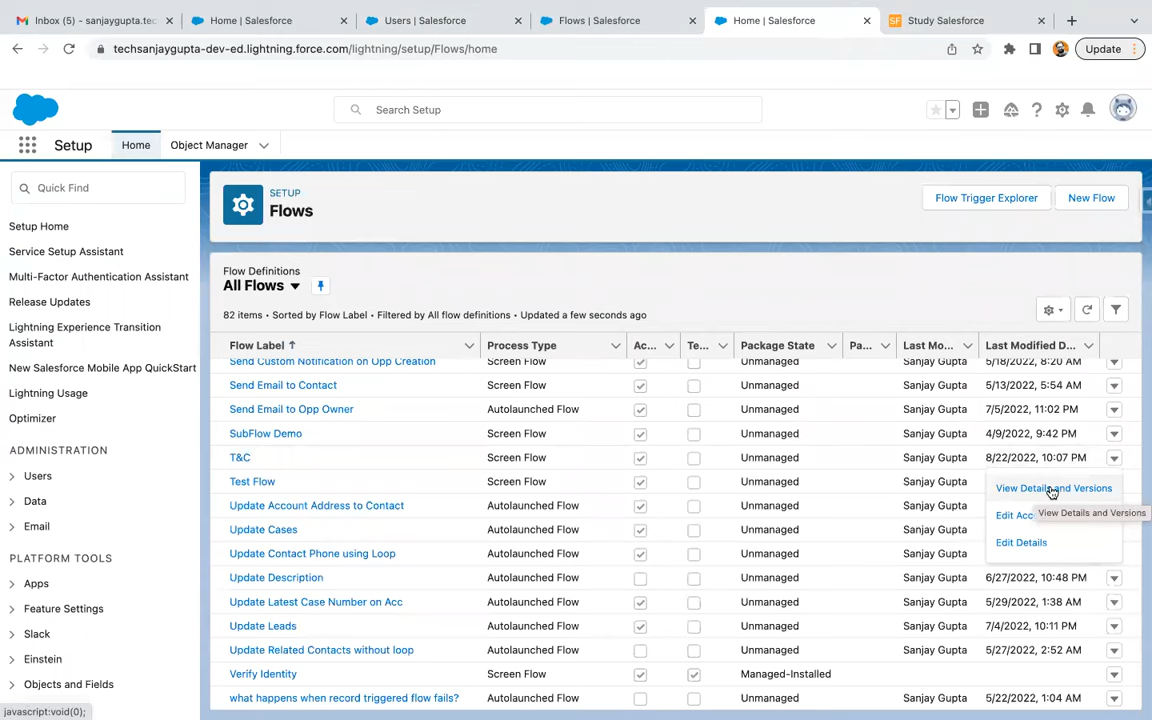 Inbox (5) - sanjaygupta.tec
Home | Salesforce
Users | Salesforce
Flows | Salesforce
Home | Salesforce
SF Study Salesforce
techsanjaygupta-dev-ed.lightning.force.com/lightning/setup/Flows/home
Update
Search Setup
Setup
Home
Object Manager
Quick Find
Setup Home
Service Setup Assistant
Multi-Factor Authentication Assistant
Release Updates
Lightning Experience Transition
Assistant
New Salesforce Mobile App QuickStart
Lightning Usage
Optimizer
ADMINISTRATION
Users
Data
Email
PLATFORM TOOLS
Apps
Feature Settings
Slack
Einstein
Objects and Fields
SETUP
Flows
Flow Trigger Explorer
New Flow
Flow Definitions
All Flows
82 items • Sorted by Flow Label • Filtered by All flow definitions • Updated a few seconds ago
Flow Label ↑ Process Type Ac... Te... Package State Pa... Last Mo... Last Modified D...
Send Custom Notification on Opp Creation Screen Flow Unmanaged Sanjay Gupta 5/18/2022, 8:20 AM
Send Email to Contact Screen Flow Unmanaged Sanjay Gupta 5/13/2022, 5:54 AM
Send Email to Opp Owner Autolaunched Flow Unmanaged Sanjay Gupta 7/5/2022, 11:02 PM
SubFlow Demo Screen Flow Unmanaged Sanjay Gupta 4/9/2022, 9:42 PM
T&C Screen Flow Unmanaged Sanjay Gupta 8/22/2022, 10:07 PM
Test Flow Screen Flow Unmanaged Sanjay Gupta
Update Account Address to Contact Autolaunched Flow Unmanaged Sanjay Gupta
Update Cases Autolaunched Flow Unmanaged Sanjay Gupta
Update Contact Phone using Loop Autolaunched Flow Unmanaged Sanjay Gupta
Update Description Autolaunched Flow Unmanaged Sanjay Gupta 6/27/2022, 10:48 PM
Update Latest Case Number on Acc Autolaunched Flow Unmanaged Sanjay Gupta 5/29/2022, 1:38 AM
Update Leads Autolaunched Flow Unmanaged Sanjay Gupta 7/4/2022, 10:11 PM
Update Related Contacts without loop Autolaunched Flow Unmanaged Sanjay Gupta 5/27/2022, 2:52 AM
Verify Identity Screen Flow Managed-Installed
what happens when record triggered flow fails? Autolaunched Flow Unmanaged Sanjay Gupta 5/22/2022, 1:04 AM
View Details and Versions
Edit Acc
View Details and Versions
Edit Details
javascript:void(0);